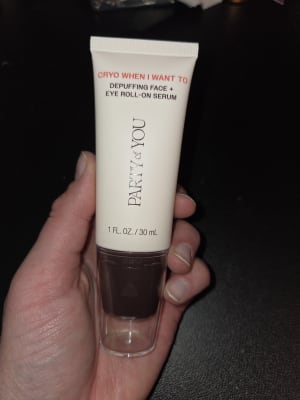 CRYO WHEN I WANT TO
DEPUFFING FACE +
EYE ROLL-ON SERUM
PARTY of YOU
1 FL. OZ. / 30 mL